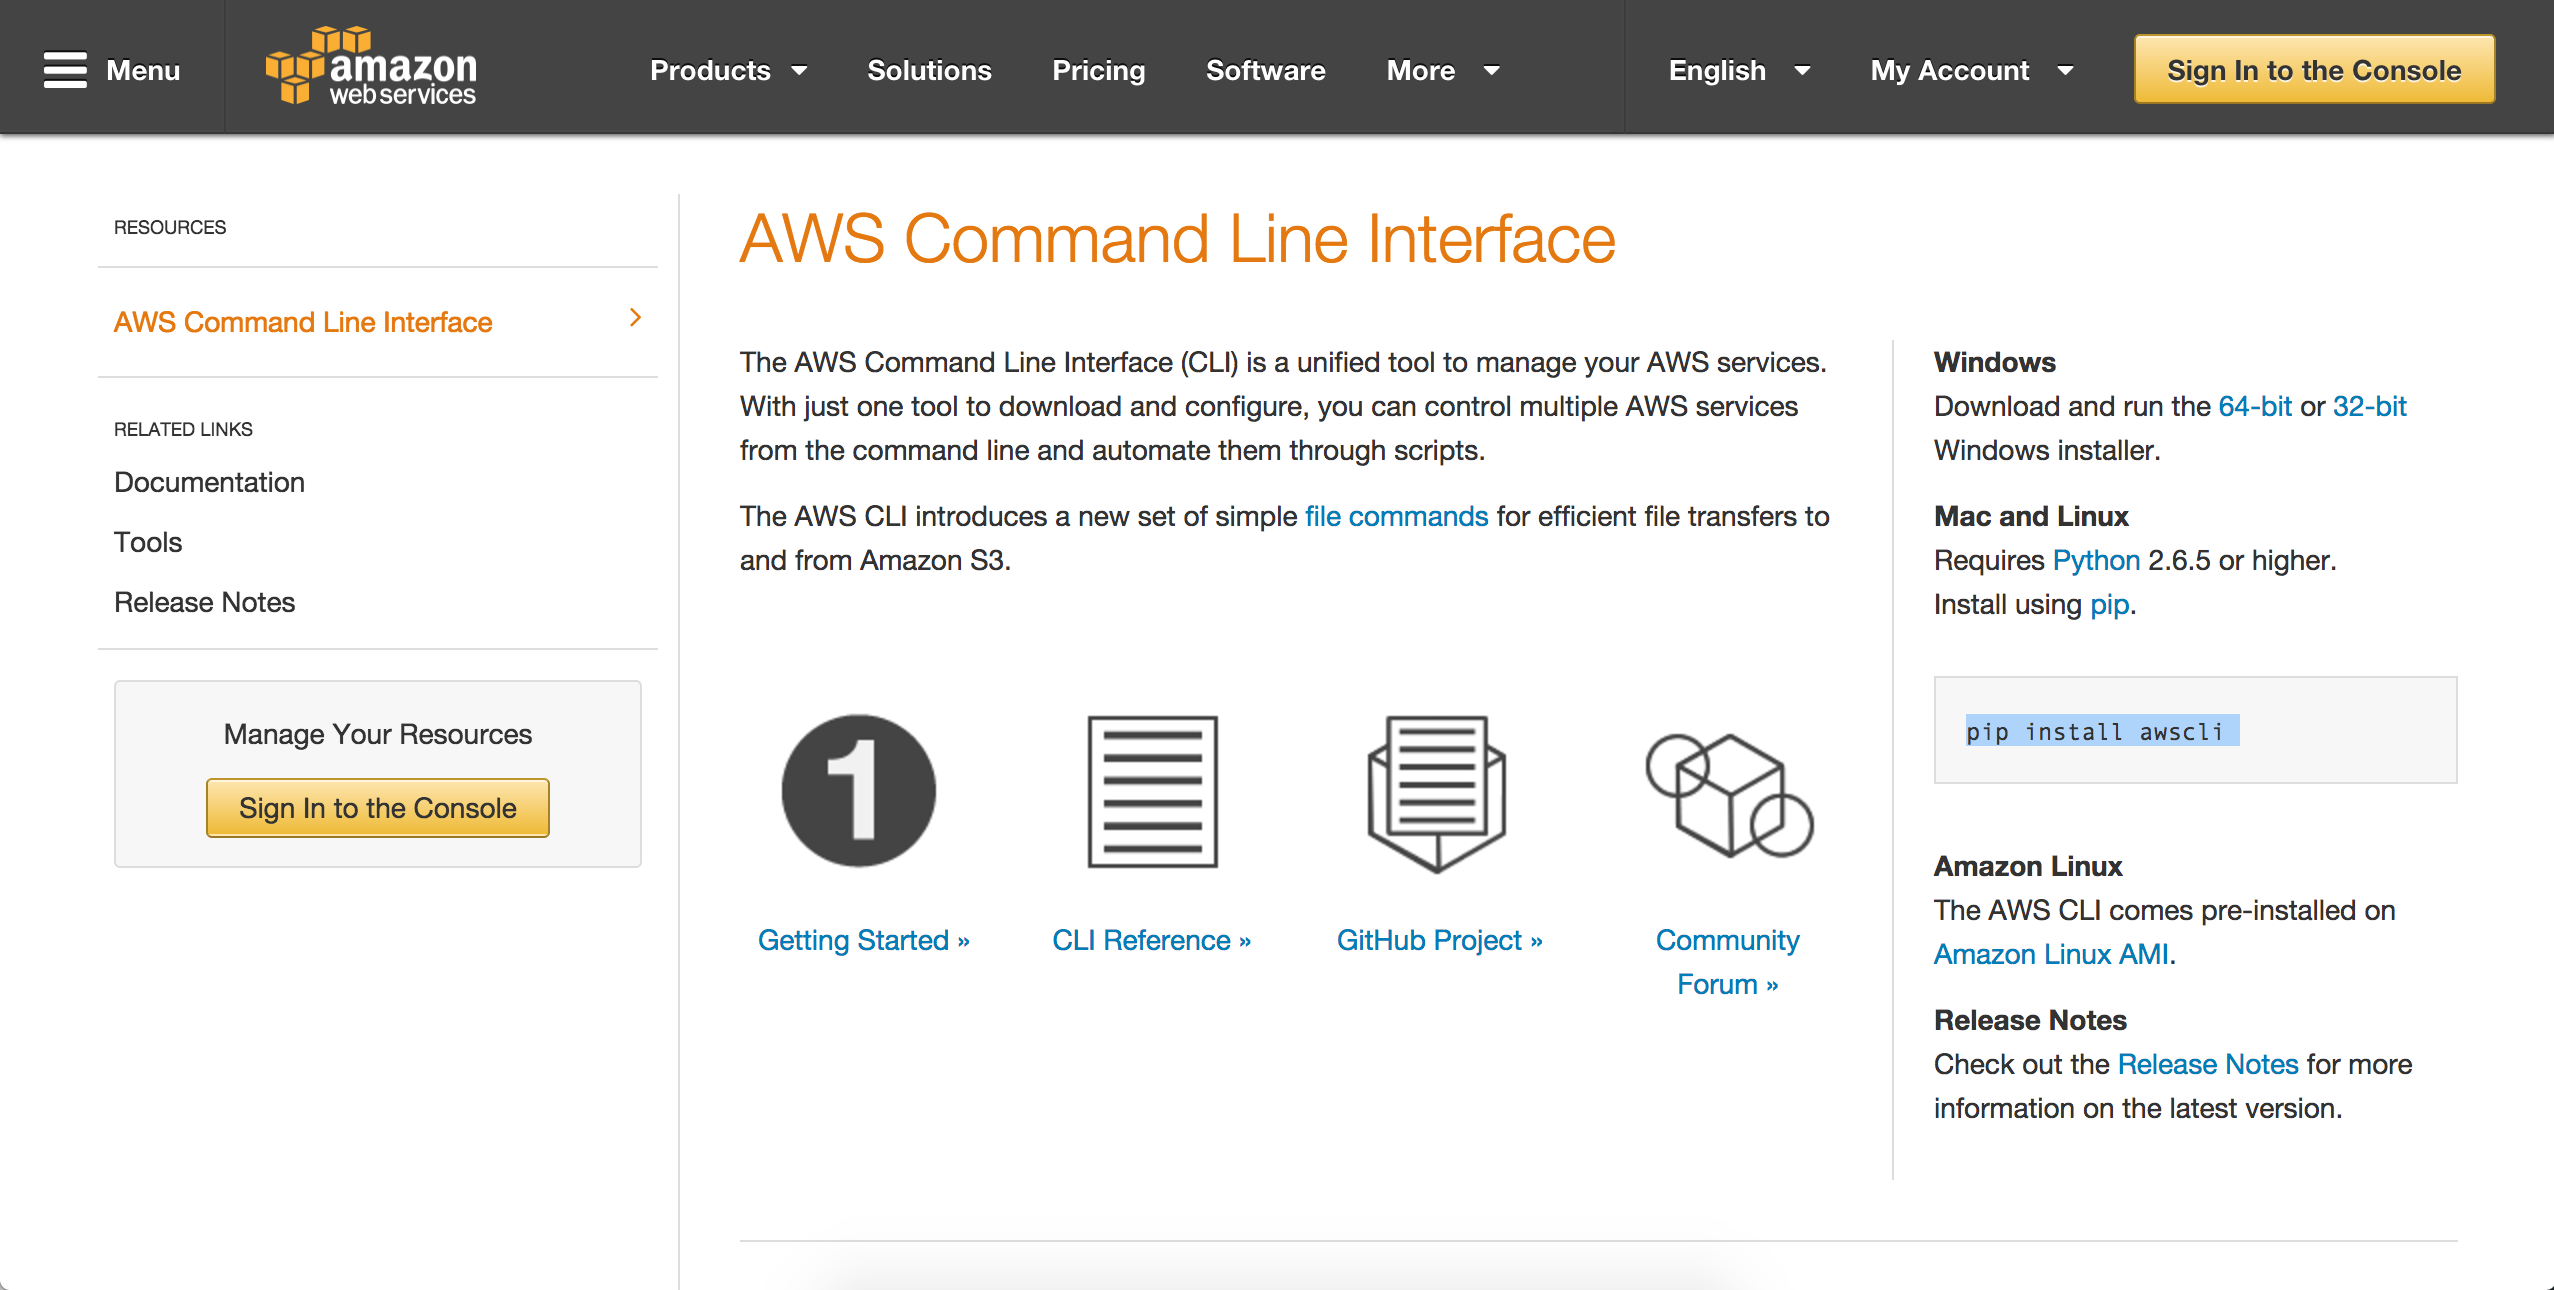 Menu
amazon
web services
Products
Solutions
Pricing
Software
More
English
My Account
Sign In to the Console
RESOURCES
AWS Command Line Interface
RELATED LINKS
Documentation
Tools
Release Notes
Manage Your Resources
Sign In to the Console
AWS Command Line Interface
The AWS Command Line Interface (CLI) is a unified tool to manage your AWS services.
With just one tool to download and configure, you can control multiple AWS services
from the command line and automate them through scripts.
The AWS CLI introduces a new set of simple file commands for efficient file transfers to
and from Amazon S3.
1
Getting Started »
CLI Reference »
GitHub Project »
Community
Forum »
Windows
Download and run the 64-bit or 32-bit
Windows installer.
Mac and Linux
Requires Python 2.6.5 or higher.
Install using pip.
pip install awscli
Amazon Linux
The AWS CLI comes pre-installed on
Amazon Linux AMI.
Release Notes
Check out the Release Notes for more
information on the latest version.